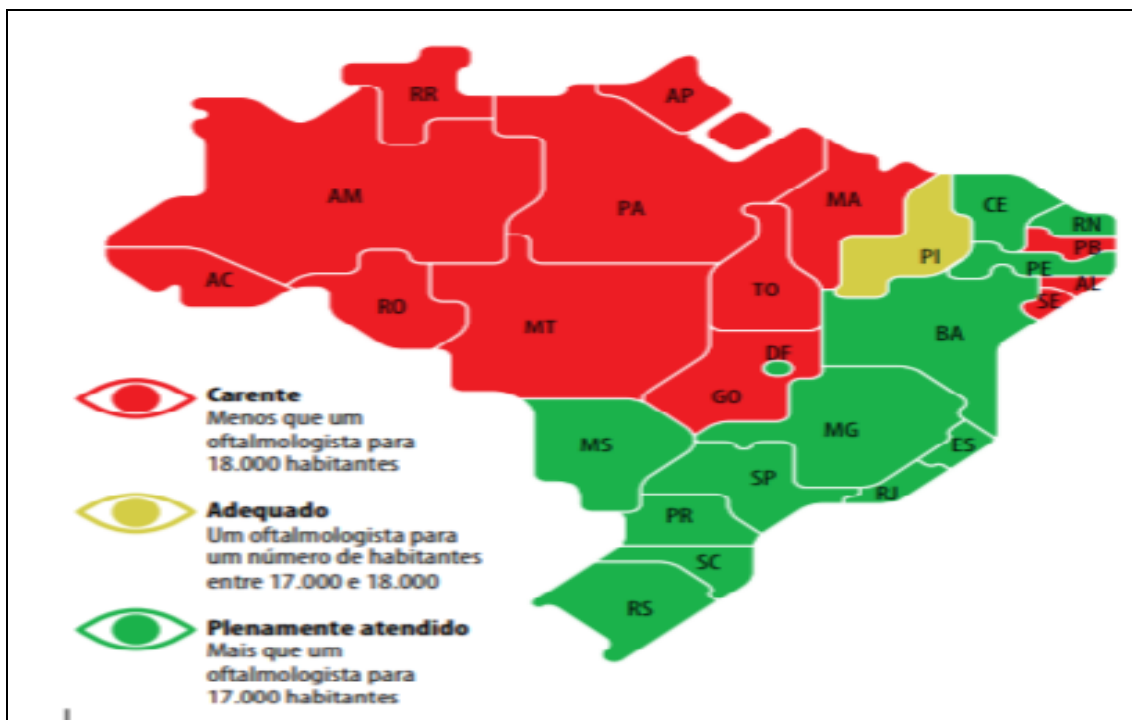 RR
AP
AM
PA
MA
CE
RN
PB
PI
PE
AC
AL
TO
SE
RO
MT
BA
DF
GO
MG
MS
ES
SP
RJ
PR
SC
RS
Carente
Menos que um
oftalmologista para
18.000 habitantes
Adequado
Um oftalmologista para
um número de habitantes
entre 17.000 e 18.000
Plenamente atendido
Mais que um
oftalmologista para
17.000 habitantes